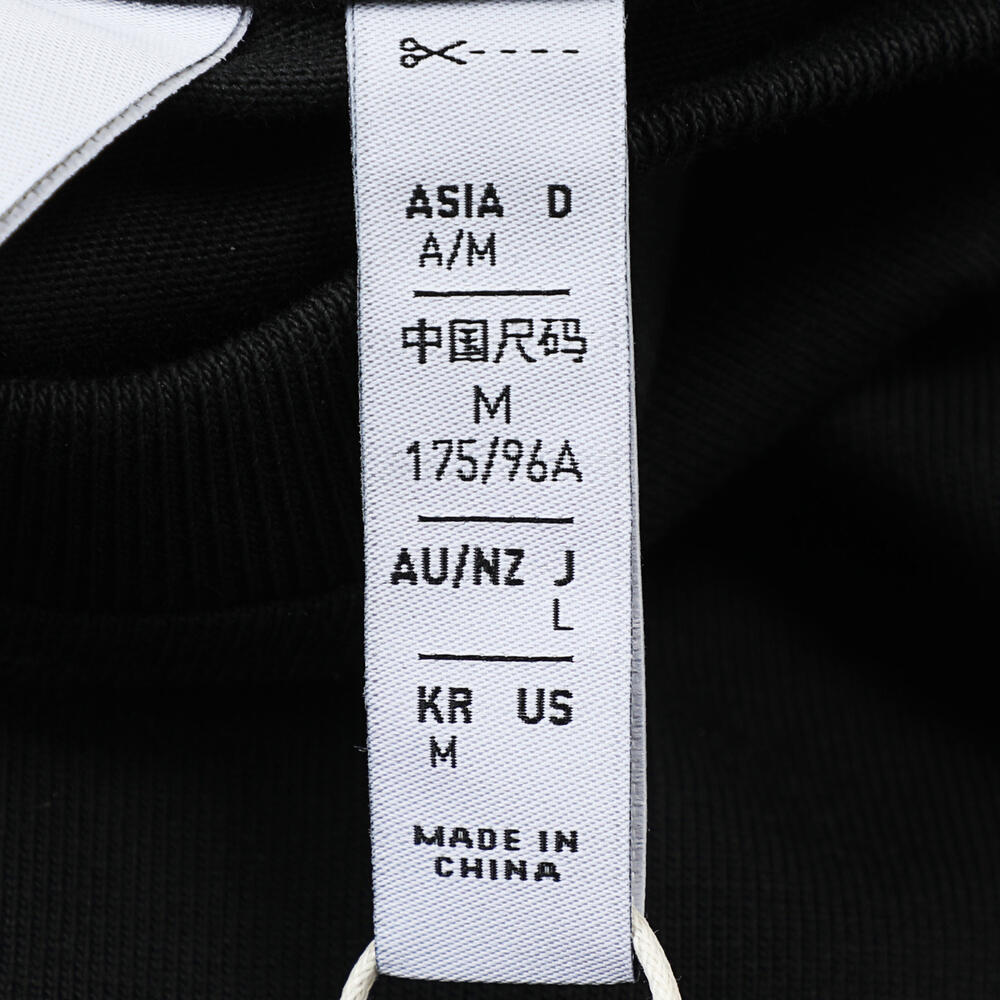 ASIA D
A/M
中国尺码
M
175/96A
AU/NZ J
L
KR US
M
MADE IN
CHINA